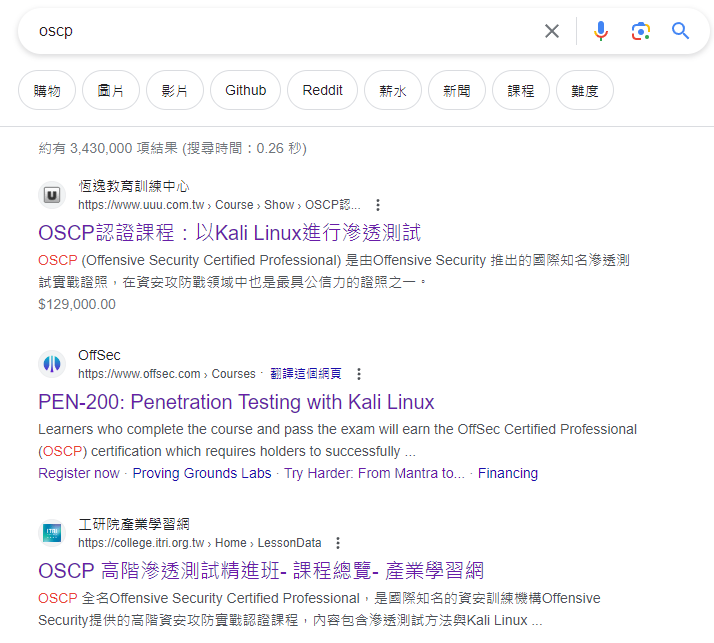 oscp
購物 圖片 影片 Github Reddit 薪水 新聞 課程 難度
約有 3,430,000 項結果 (搜尋時間：0.26 秒)
恆逸教育訓練中心
https://www.uuu.com.tw › Course › Show › OSCP認...
OSCP認證課程：以Kali Linux進行滲透測試
OSCP (Offensive Security Certified Professional) 是由Offensive Security 推出的國際知名滲透測
試實戰證照，在資安攻防戰領域中也是最具公信力的證照之一。
$129,000.00
OffSec
https://www.offsec.com › Courses · 翻譯這個網頁
PEN-200: Penetration Testing with Kali Linux
Learners who complete the course and pass the exam will earn the OffSec Certified Professional
(OSCP) certification which requires holders to successfully ...
Register now · Proving Grounds Labs · Try Harder: From Mantra to... · Financing
工研院產業學習網
https://college.itri.org.tw › Home › LessonData
OSCP 高階滲透測試精進班- 課程總覽- 產業學習網
OSCP 全名Offensive Security Certified Professional，是國際知名的資安訓練機構Offensive
Security提供的高階資安攻防實戰認證課程，內容包含滲透測試方法與Kali Linux ...